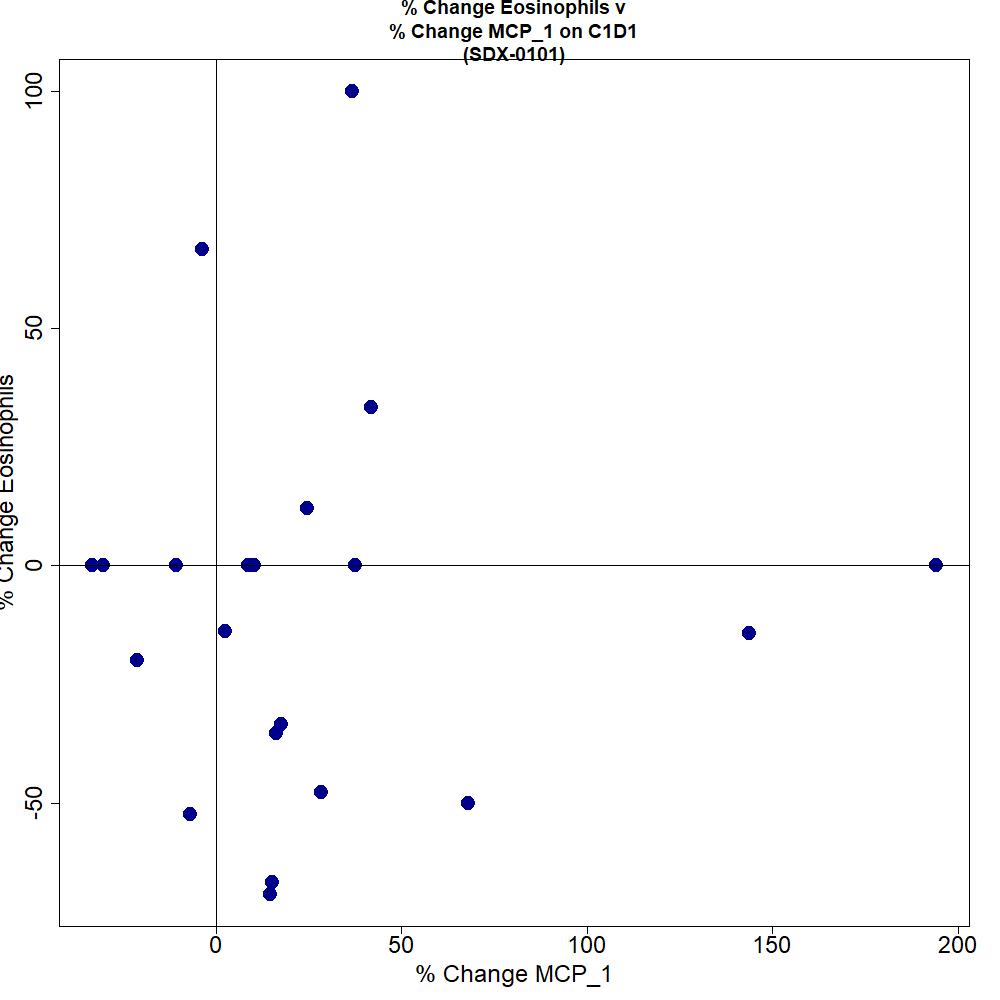 % Change Eosinophils v
% Change MCP_1 on C1D1
(SDX-0101)
100
50
0
-50
% Change Eosinophils
0
50
100
150
200
% Change MCP_1